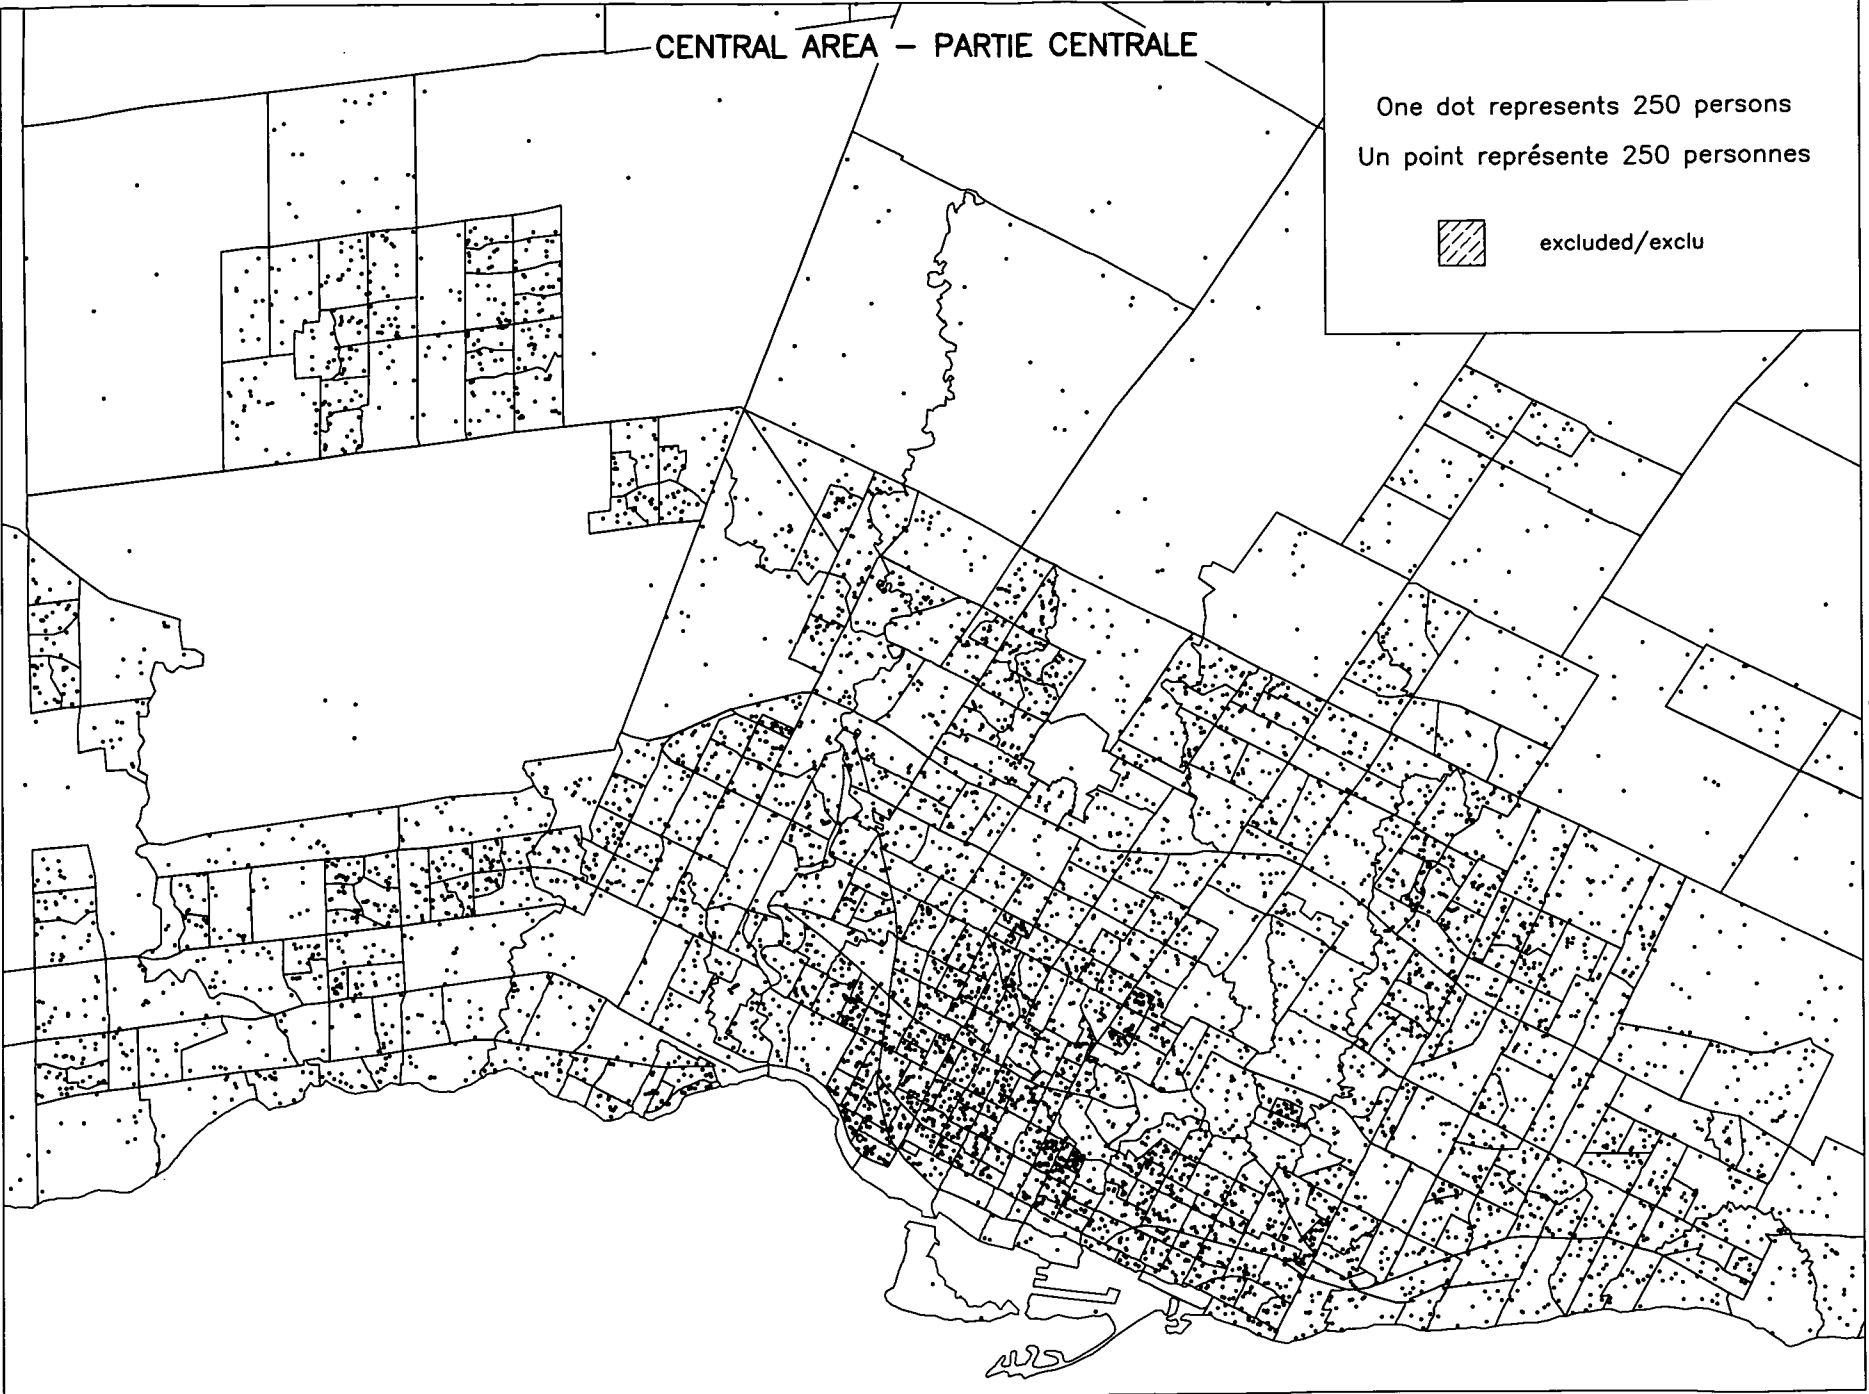 CENTRAL AREA – PARTIE CENTRALE
One dot represents 250 persons
Un point représente 250 personnes
excluded/exclu